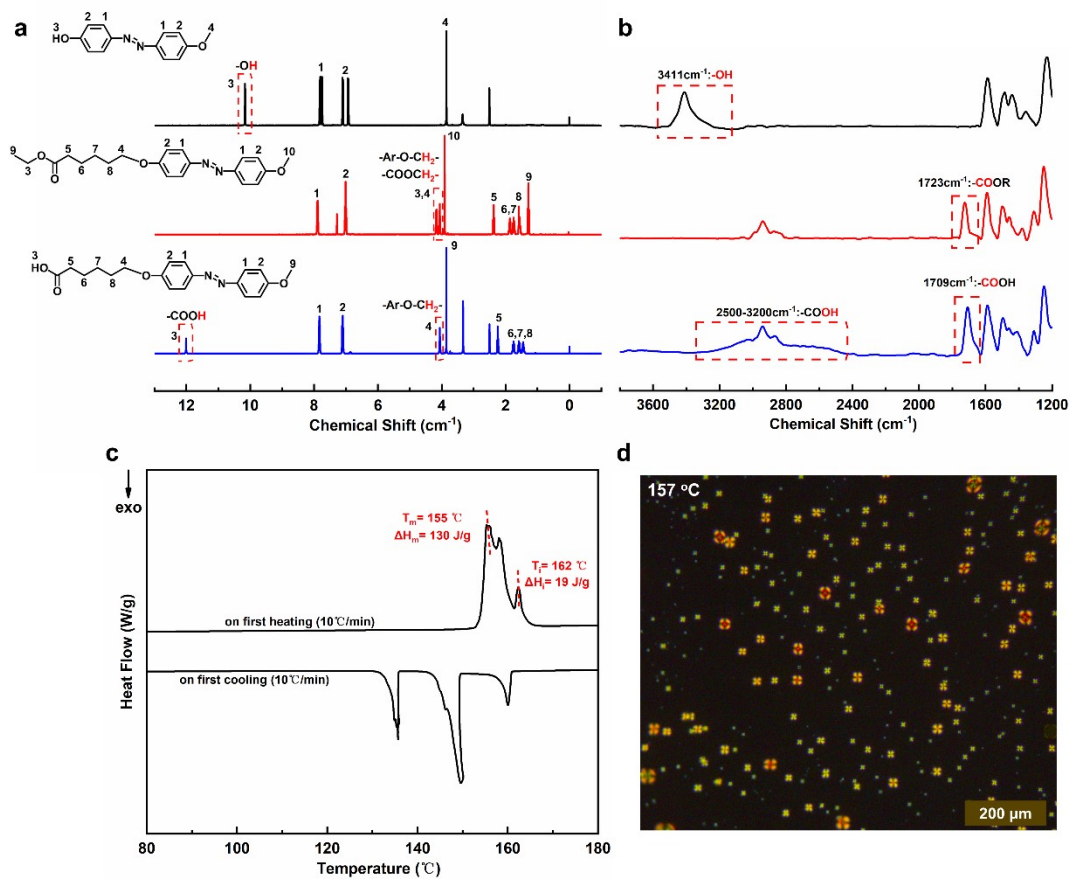 a
2 1
3
HO
N
N
1 2
4
O
4
-OH
3
1
2
9
O
3
O
5
6
7
8
4
O
2 1
N
N
1 2
10
O
10
-Ar-O-CH₂-
-COOCH₂-
3,4
1
2
5
6,7
8
9
3
HO
O
5
6
7
8
4
O
2 1
N
N
1 2
9
O
9
-COOH
3
1
2
-Ar-O-CH₂-
4
5
6,7,8
12 10 8 6 4 2 0
Chemical Shift (cm⁻¹)
b
3411cm⁻¹:-OH
1723cm⁻¹:-COOR
2500-3200cm⁻¹:-COOH
1709cm⁻¹:-COOH
3600 3200 2800 2400 2000 1600 1200
Chemical Shift (cm⁻¹)
c
exo
Tₘ= 155 ℃
ΔHₘ= 130 J/g
Tᵢ= 162 ℃
ΔHᵢ= 19 J/g
on first heating (10℃/min)
on first cooling (10℃/min)
Heat Flow (W/g)
80 100 120 140 160 180
Temperature (℃)
d
157 ºC
200 μm